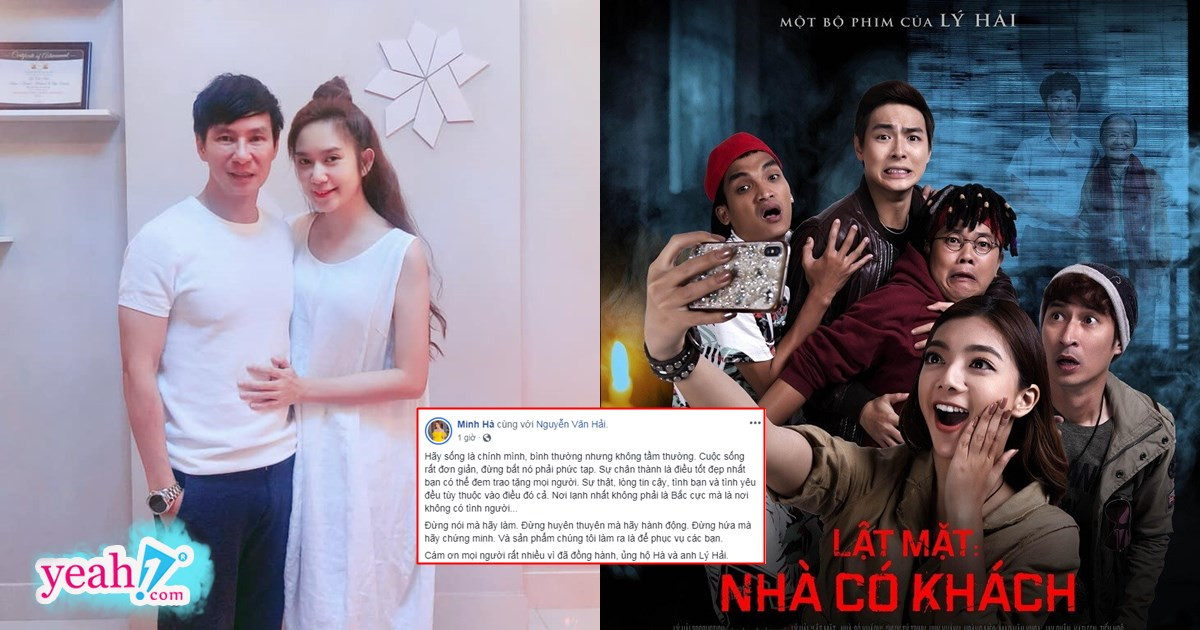 Certificate of Achievement
MỘT BỘ PHIM CỦA LÝ HẢI
Minh Hà cùng với Nguyễn Văn Hải.
1 giờ
Hãy sống là chính mình, bình thường nhưng không tầm thường. Cuộc sống
rất đơn giản, đừng bắt nó phải phức tạp. Sự chân thành là điều tốt đẹp nhất
bạn có thể đem trao tặng mọi người. Sự thật, lòng tin cậy, tình bạn và tình yêu
đều tùy thuộc vào điều đó cả. Nơi lạnh nhất không phải là Bắc cực mà là nơi
không có tình người...
Đừng nói mà hãy làm. Đừng huyên thuyên mà hãy hành động. Đừng hứa mà
hãy chứng minh. Và sản phẩm chúng tôi làm ra là để phục vụ các bạn.
Cảm ơn mọi người rất nhiều vì đã đồng hành, ủng hộ Hà và anh Lý Hải.
LẬT MẶT:
NHÀ CÓ KHÁCH
yeah1
.com